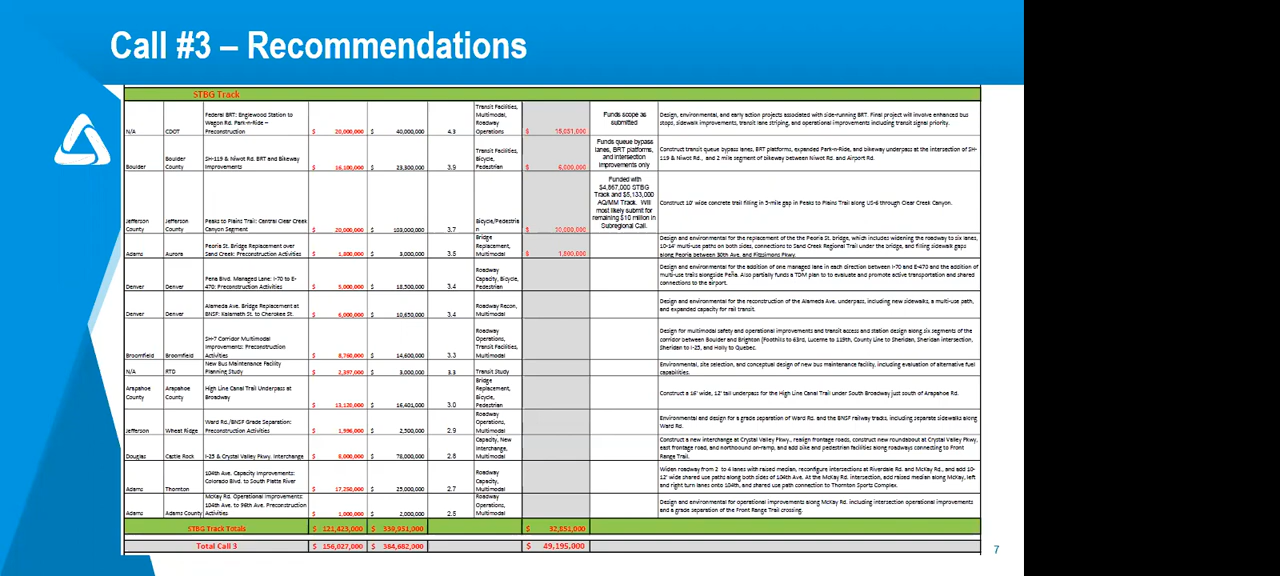 Call #3 – Recommendations
STBG Track
N/A CDOT Federal BRT: Englewood Station to Wagon Rd. Park-n-Ride – Preconstruction $ 20,000,000 $ 40,000,000 4.3 Transit Facilities, Multimodal, Roadway Operations $ 15,051,000 Funds scope as submitted Design, environmental, and early action projects associated with side-running BRT. Final project will involve enhanced bus stops, sidewalk improvements, transit lane striping, and operational improvements including transit signal priority.
Boulder Boulder County SH-119 & Niwot Rd. BRT and Bikeway Improvements $ 16,100,000 $ 3.9 Transit Facilities, Bicycle, Pedestrian $ 6,000,000 Funds queue bypass lanes, BRT platforms, and intersection improvements only Construct transit queue bypass lanes, BRT platforms, expanded Park-n-Ride, and bikeway underpass at the intersection of SH-119 & Niwot Rd., and 2 mile segment of bikeway between Niwot Rd. and Airport Rd.
Jefferson County Jefferson County Peaks to Plains Trail: Central Clear Creek Canyon Segment $ 20,000,000 $ 103,000,000 3.7 Bicycle/Pedestrian $ 10,000,000 Funded with $4,867,000 STBG Track and $5,133,000 AQ/MM Track. Will most likely submit for remaining $10 million in Subregional Call. Construct 10' wide concrete trail filling in 3-mile gap in Peaks to Plains Trail along US-6 through Clear Creek Canyon.
Adams Aurora Peoria St. Bridge Replacement over Sand Creek: Preconstruction Activities $ 1,800,000 $ 3,000,000 3.5 Bridge Replacement, Multimodal $ 1,800,000 Design and environmental for the replacement of the the Peoria St. bridge, which includes widening the roadway to six lanes, 10-14' multi-use paths on both sides, connections to Sand Creek Regional Trail under the bridge, and filling sidewalk gaps along Peoria between 30th Ave. and Fitzsimons Pkwy.
Denver Denver Pena Blvd. Managed Lane: I-70 to E-470: Preconstruction Activities $ $ 18,500,000 3.4 Roadway Capacity, Bicycle, Pedestrian Design and environmental for the addition of one managed lane in each direction between I-70 and E-470 and the addition of multi-use trails alongside Peña. Also partially funds a TDM plan to to evaluate and promote active transportation and shared connections to the airport.
Denver Denver Alameda Ave. Bridge Replacement at BNSF: Kalamath St. to Cherokee St. $ 6,000,000 $ 10,650,000 3.4 Roadway Recon, Multimodal Design and environmental for the reconstruction of the Alameda Ave. underpass, including new sidewalks, a multi-use path, and expanded capacity for rail transit.
Broomfield Broomfield SH-7 Corridor Multimodal Improvements: Preconstruction Activities $ 8,760,000 $ 14,600,000 3.3 Roadway Operations, Transit Facilities, Multimodal Design for multimodal safety and operational improvements and transit access and station design along six segments of the corridor between Boulder and Brighton (Foothills to 63rd, Lucerne to 119th, County Line to Sheridan, Sheridan intersection, Sheridan to I-25, and Holly to Quebec.
N/A RTD New Bus Maintenance Facility Planning Study $ 2,397,000 $ 3,000,000 3.3 Transit Study Environmental, site selection, and conceptual design of new bus maintenance facility, including evaluation of alternative fuel capabilities.
Arapahoe County Arapahoe County High Line Canal Trail Underpass at Broadway $ 13,120,000 $ 16,401,000 3.0 Bridge Replacement, Bicycle, Pedestrian Construct a 16' wide, 12' tall underpass for the High Line Canal Trail under South Broadway just south of Arapahoe Rd.
Jefferson Wheat Ridge Ward Rd./BNSF Grade Separation: Preconstruction Activities $ $ 2,500,000 2.9 Roadway Operations, Multimodal Environmental and design for a grade separation of Ward Rd. and the BNSF railway tracks, including separate sidewalks along Ward Rd.
Douglas Castle Rock I-25 & Crystal Valley Pkwy. Interchange $ $ 78,000,000 2.8 Capacity, New Interchange, Multimodal Construct a new interchange at Crystal Valley Pkwy., realign frontage roads, construct new roundabout at Crystal Valley Pkwy, east frontage road, and northbound on-ramp, and add bike and pedestrian facilities along roadways connecting to Front Range Trail.
Adams Thornton 104th Ave. Capacity Improvements: Colorado Blvd. to South Platte River $ 17,250,000 $ 2.7 Roadway Capacity, Multimodal Widen roadway from 2 to 4 lanes with raised median, reconfigure intersections at Riverdale Rd. and McKay Rd., and add 10-12' wide shared use paths along both sides of 104th. At the McKay Rd. intersection, add raised median along McKay, left and right turn lanes onto 104th, and shared use path connection to Thornton Sports Complex.
Adams Adams County McKay Rd. Operational Improvements: 104th Ave. to 96th Ave. Preconstruction Activities $ 1,000,000 $ 2,000,000 2.5 Roadway Operations, Multimodal Design and environmental for operational improvements along McKay Rd. including intersection operational improvements and a grade separation of the Front Range Trail crossing.
STBG Track Totals $ 121,423,000 $ 339,951,000 $ 32,851,000
Total Call 3 $ 156,027,000 $ 384,682,000 $ 49,195,000
7